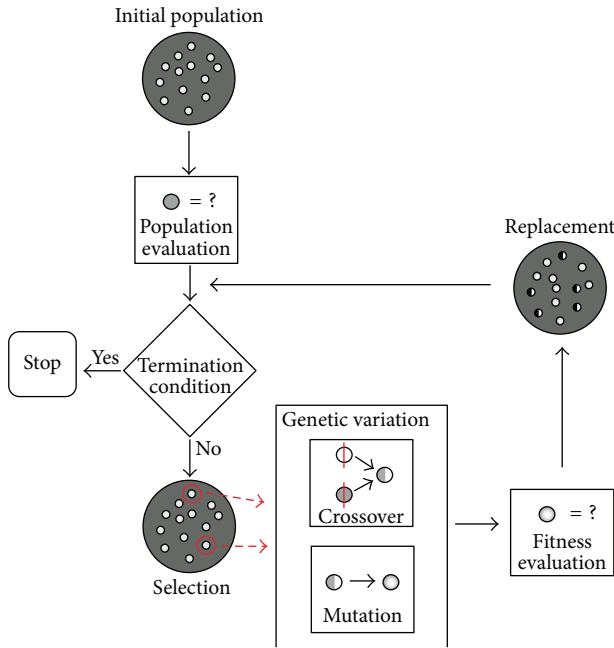 Initial population
= ?
Population
evaluation
Replacement
Termination
condition
Yes
Stop
No
Selection
Genetic variation
Crossover
Mutation
= ?
Fitness
evaluation